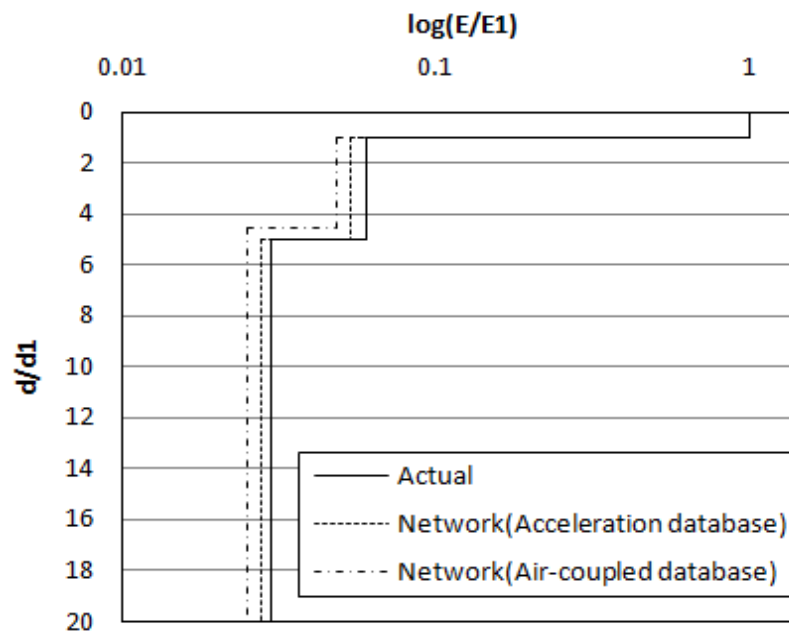 log(E/E1)
0.01 0.1 1
0
2
4
6
8
10
12
14
16
18
20
d/d1
Actual
Network(Acceleration database)
Network(Air-coupled database)